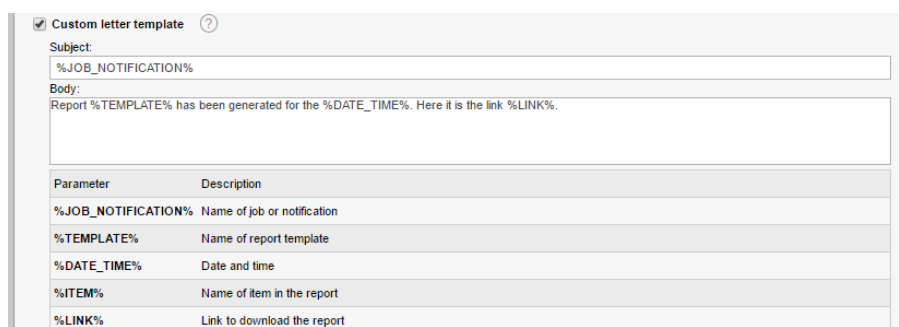 Custom letter template ?
Subject:
%JOB_NOTIFICATION%
Body:
Report %TEMPLATE% has been generated for the %DATE_TIME%. Here it is the link %LINK%.
Parameter Description
%JOB_NOTIFICATION% Name of job or notification
%TEMPLATE% Name of report template
%DATE_TIME% Date and time
%ITEM% Name of item in the report
%LINK% Link to download the report